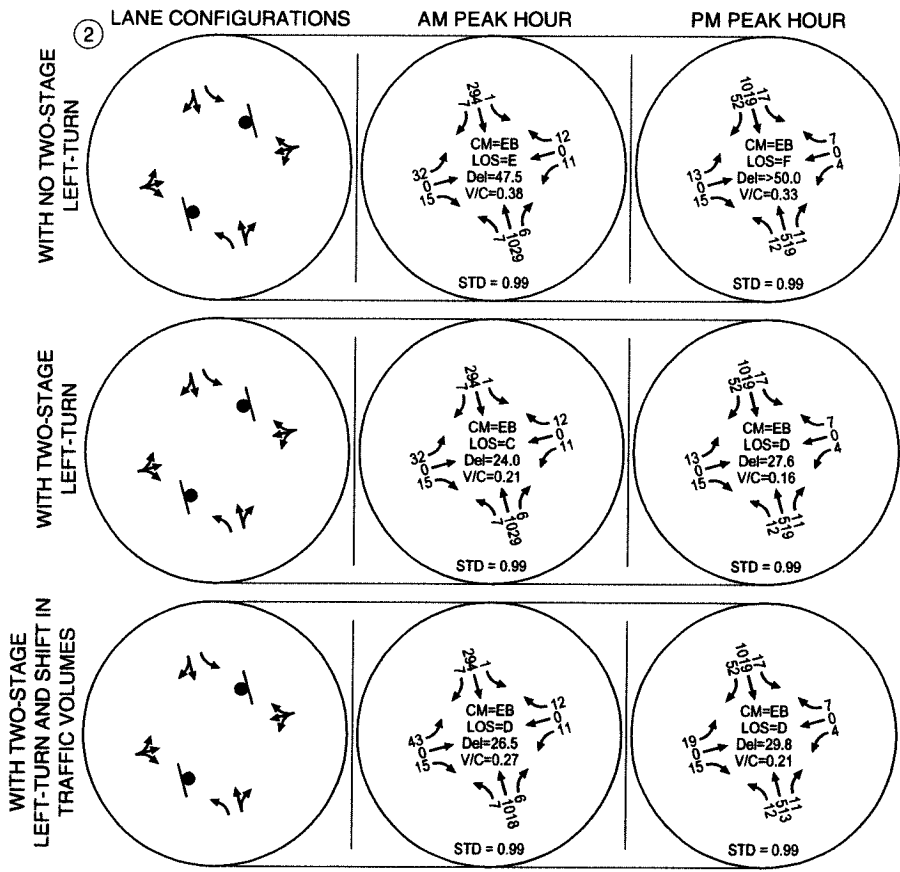 LANE CONFIGURATIONS
AM PEAK HOUR
PM PEAK HOUR
2
WITH NO TWO-STAGE
LEFT-TURN
7
294
1
CM=EB
LOS=E
Del=47.5
V/C=0.38
12
0
11
32
0
15
7
1029
6
STD = 0.99
52
1019
17
CM=EB
LOS=F
Del=>50.0
V/C=0.33
7
0
4
13
0
15
12
519
11
STD = 0.99
WITH TWO-STAGE
LEFT-TURN
7
294
1
CM=EB
LOS=C
Del=24.0
V/C=0.21
12
0
11
32
0
15
7
1029
6
STD = 0.99
52
1019
17
CM=EB
LOS=D
Del=27.6
V/C=0.16
7
0
4
13
0
15
12
519
11
STD = 0.99
WITH TWO-STAGE
LEFT-TURN AND SHIFT IN
TRAFFIC VOLUMES
7
294
1
CM=EB
LOS=D
Del=26.5
V/C=0.27
12
0
11
43
0
15
7
1018
6
STD = 0.99
52
1019
17
CM=EB
LOS=D
Del=29.8
V/C=0.21
7
0
4
19
0
15
12
513
11
STD = 0.99